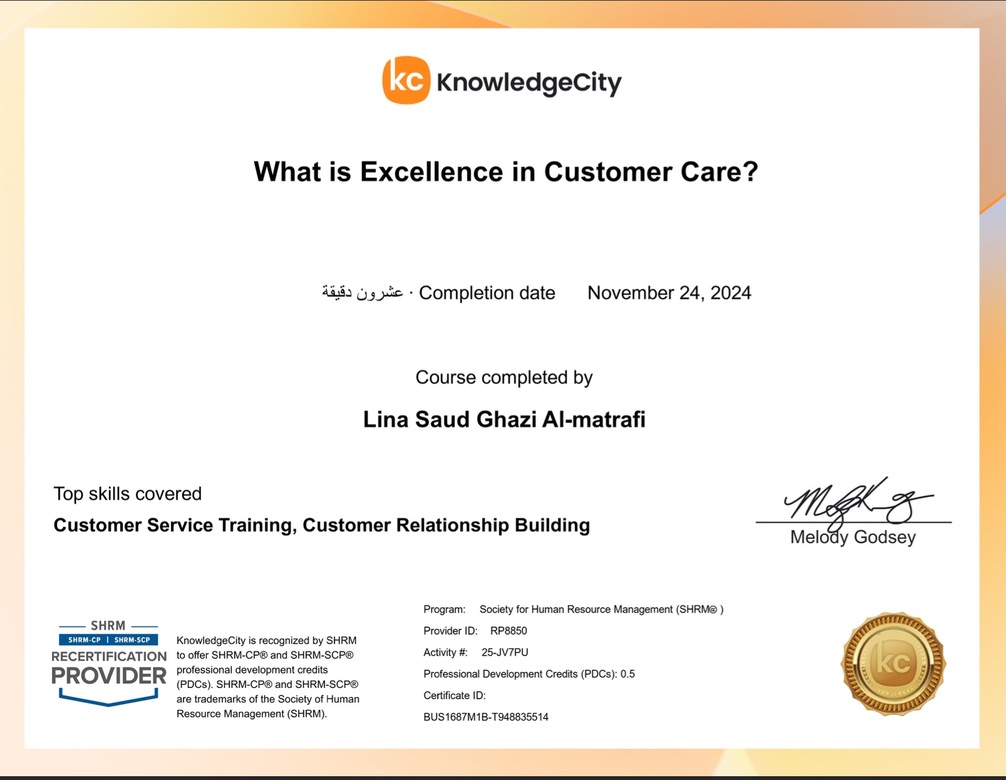 kc KnowledgeCity
What is Excellence in Customer Care?
عشرون دقيقة · Completion date November 24, 2024
Course completed by
Lina Saud Ghazi Al-matrafi
Top skills covered
Customer Service Training, Customer Relationship Building
Melody Godsey
SHRM
SHRM-CP | SHRM-SCP
RECERTIFICATION
PROVIDER
KnowledgeCity is recognized by SHRM
to offer SHRM-CP® and SHRM-SCP®
professional development credits
(PDCs). SHRM-CP® and SHRM-SCP®
are trademarks of the Society of Human
Resource Management (SHRM).
Program: Society for Human Resource Management (SHRM® )
Provider ID: RP8850
Activity #: 25-JV7PU
Professional Development Credits (PDCs): 0.5
Certificate ID:
BUS1687M1B-T948835514
kc